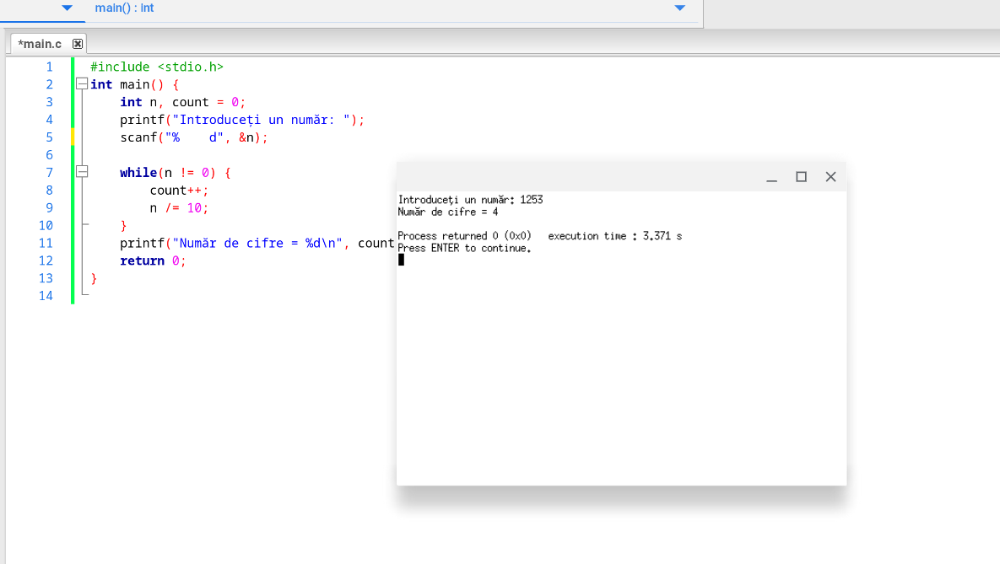 main() : int
*main.c
1 #include <stdio.h>
2 int main() {
3     int n, count = 0;
4     printf("Introduceți un număr: ");
5     scanf("%    d", &n);
6
7     while(n != 0) {
8         count++;
9         n /= 10;
10     }
11     printf("Număr de cifre = %d\n", count
12     return 0;
13 }
14
Introduceți un număr: 1253
Număr de cifre = 4
Process returned 0 (0x0)   execution time : 3.371 s
Press ENTER to continue.